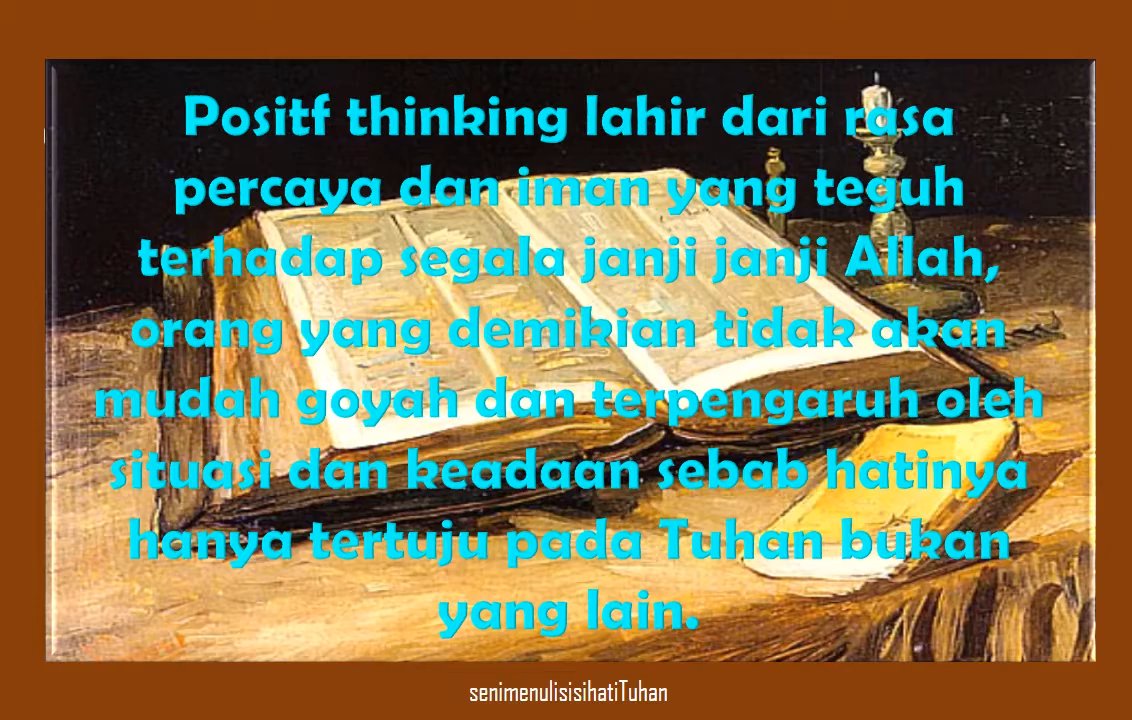 Positf thinking lahir dari rasa
percaya dan iman yang teguh
terhadap segala janji janji Allah,
orang yang demikian tidak akan
mudah goyah dan terpengaruh oleh
situasi dan keadaan sebab hatinya
hanya tertuju pada Tuhan bukan
yang lain.
senimenulisisihatiTuhan